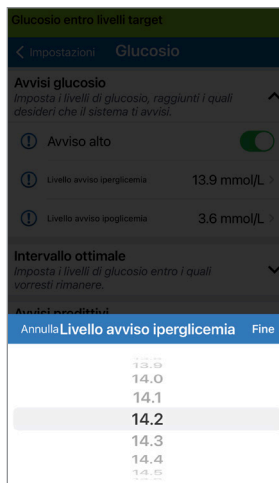 Glucosio entro livelli target
Impostazioni Glucosio
Avvisi glucosio
Imposta i livelli di glucosio, raggiunti i quali
desideri che il sistema ti avvisi.
Avviso alto
Livello avviso iperglicemia 13.9 mmol/L
Livello avviso ipoglicemia 3.6 mmol/L
Intervallo ottimale
Imposta i livelli di glucosio entro i quali
vorresti rimanere.
Avvisi predittivi
Annulla Livello avviso iperglicemia Fine
13.9
14.0
14.1
14.2
14.3
14.4
14.5